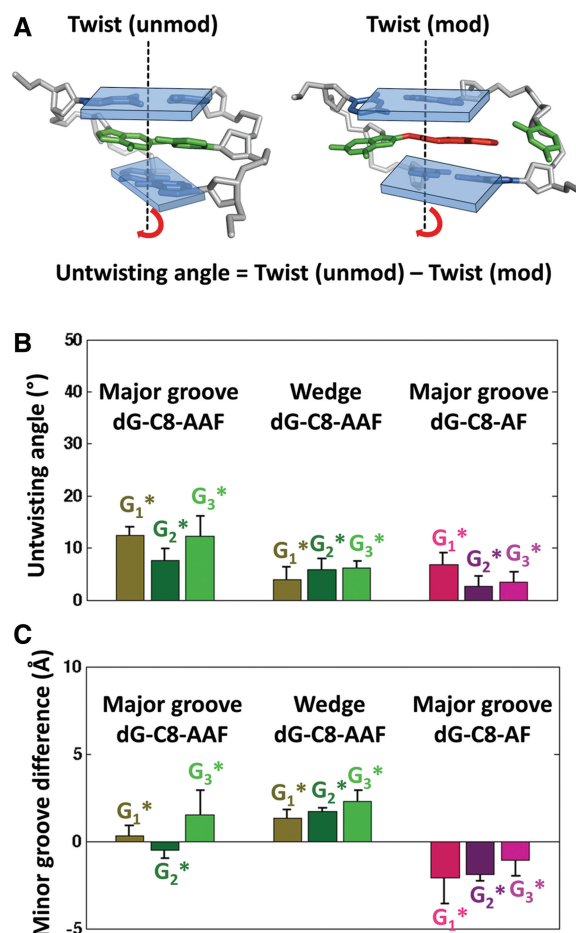 A
Twist (unmod) Twist (mod)
Untwisting angle = Twist (unmod) – Twist (mod)
B
Untwisting angle (°)
50
40
30
20
10
0
Major groove Wedge Major groove
dG-C8-AAF dG-C8-AAF dG-C8-AF
G₁* G₂* G₃* G₁* G₂* G₃* G₁* G₂* G₃*
C
Minor groove difference (Å)
10
5
0
-5
Major groove Wedge Major groove
dG-C8-AAF dG-C8-AAF dG-C8-AF
G₁* G₂* G₃* G₁* G₂* G₃* G₁* G₂* G₃*